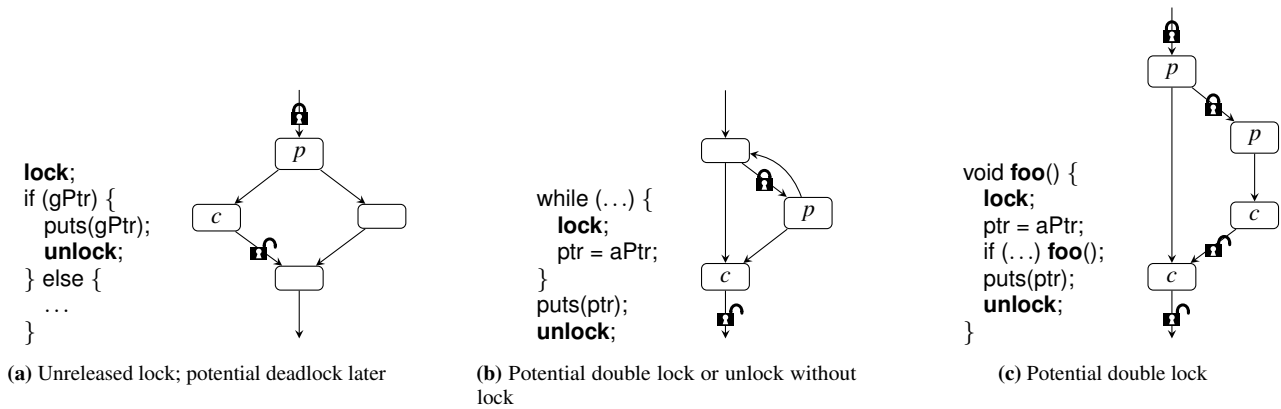 lock;
if (gPtr) {
puts(gPtr);
unlock;
} else {
...
}
p
c
(a) Unreleased lock; potential deadlock later
while (...) {
lock;
ptr = aPtr;
}
puts(ptr);
unlock;
p
c
(b) Potential double lock or unlock without
lock
void foo() {
lock;
ptr = aPtr;
if (...) foo();
puts(ptr);
unlock;
}
p
p
c
c
(c) Potential double lock